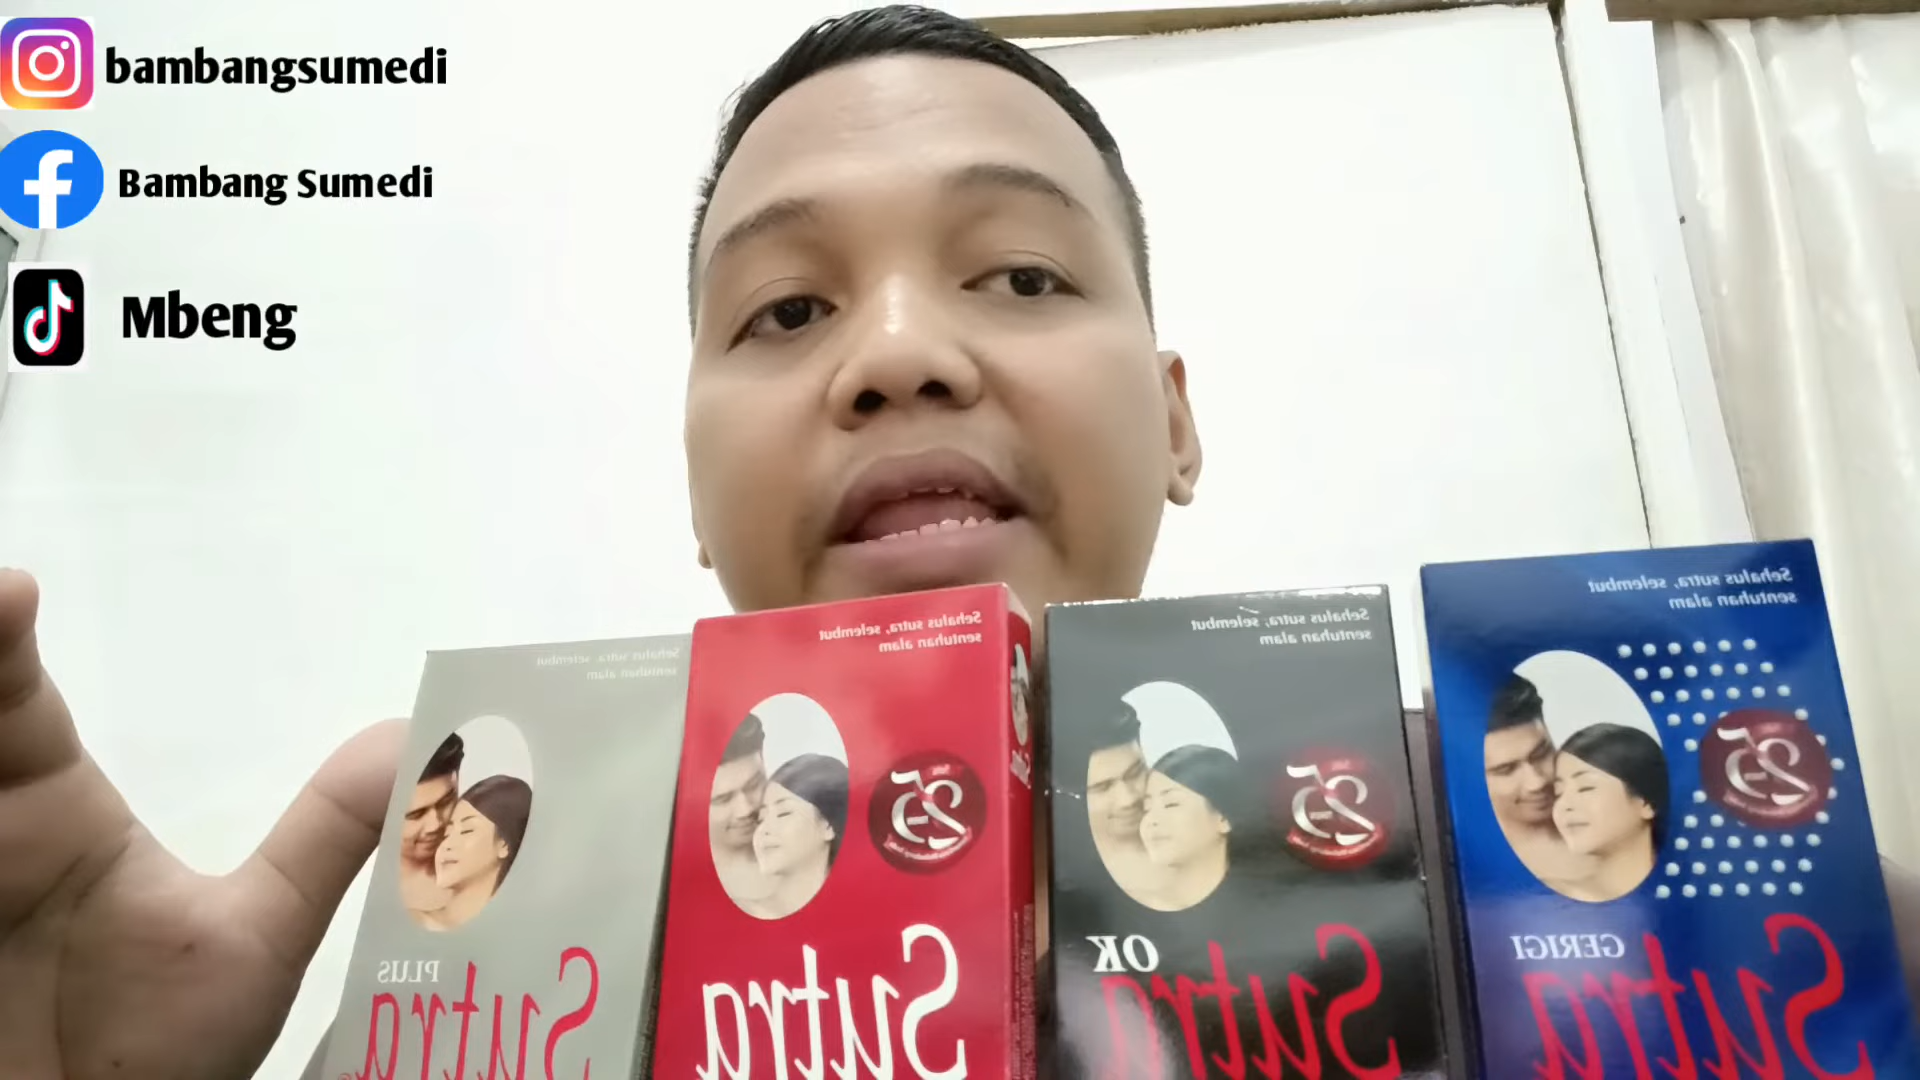 bambangsumedi
Bambang Sumedi
Mbeng
Sehalus sutra, selembut
sentuhan alam
PLUS
Sutra
Sehalus sutra, selembut
sentuhan alam
25
Sutra
Sehalus sutra, selembut
sentuhan alam
25
OK
Sutra
Sehalus sutra, selembut
sentuhan alam
25
GERIGI
Sutra